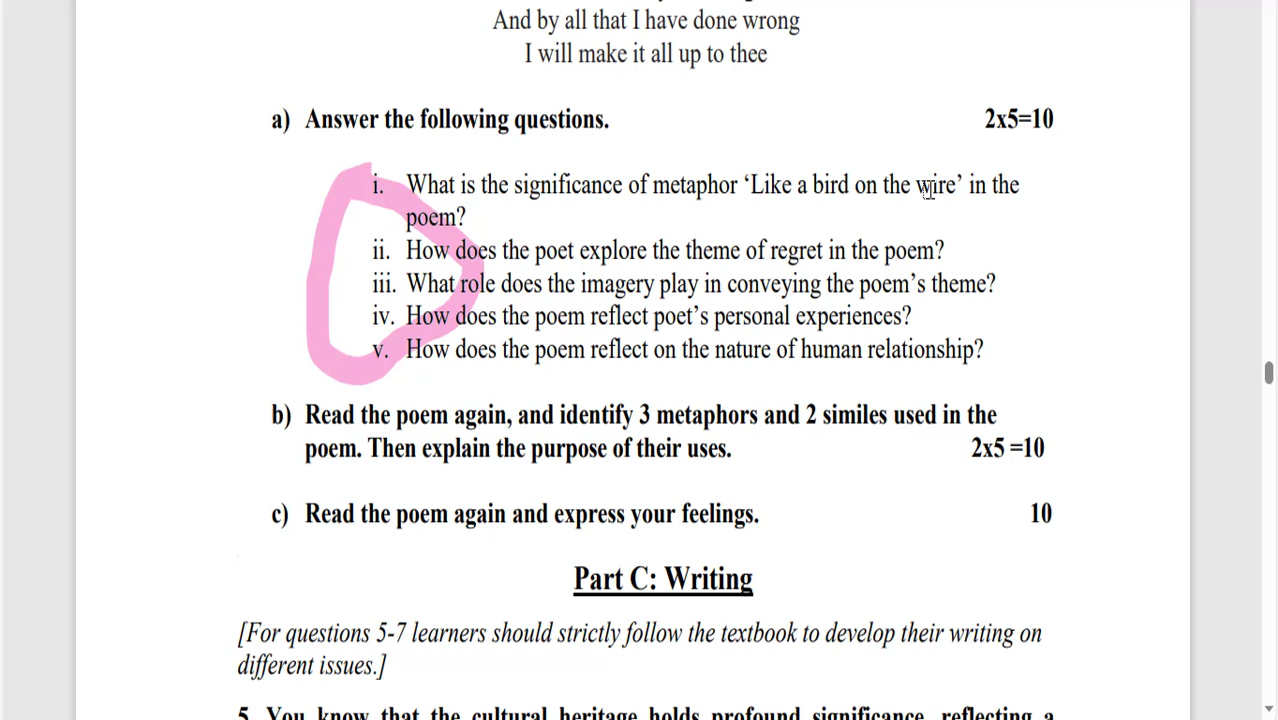 And by all that I have done wrong
I will make it all up to thee
a) Answer the following questions. 2x5=10
i. What is the significance of metaphor ‘Like a bird on the wire’ in the
poem?
ii. How does the poet explore the theme of regret in the poem?
iii. What role does the imagery play in conveying the poem’s theme?
iv. How does the poem reflect poet’s personal experiences?
v. How does the poem reflect on the nature of human relationship?
b) Read the poem again, and identify 3 metaphors and 2 similes used in the
poem. Then explain the purpose of their uses. 2x5 =10
c) Read the poem again and express your feelings. 10
Part C: Writing
[For questions 5-7 learners should strictly follow the textbook to develop their writing on
different issues.]
5. You know that the cultural heritage holds profound significance, reflecting a